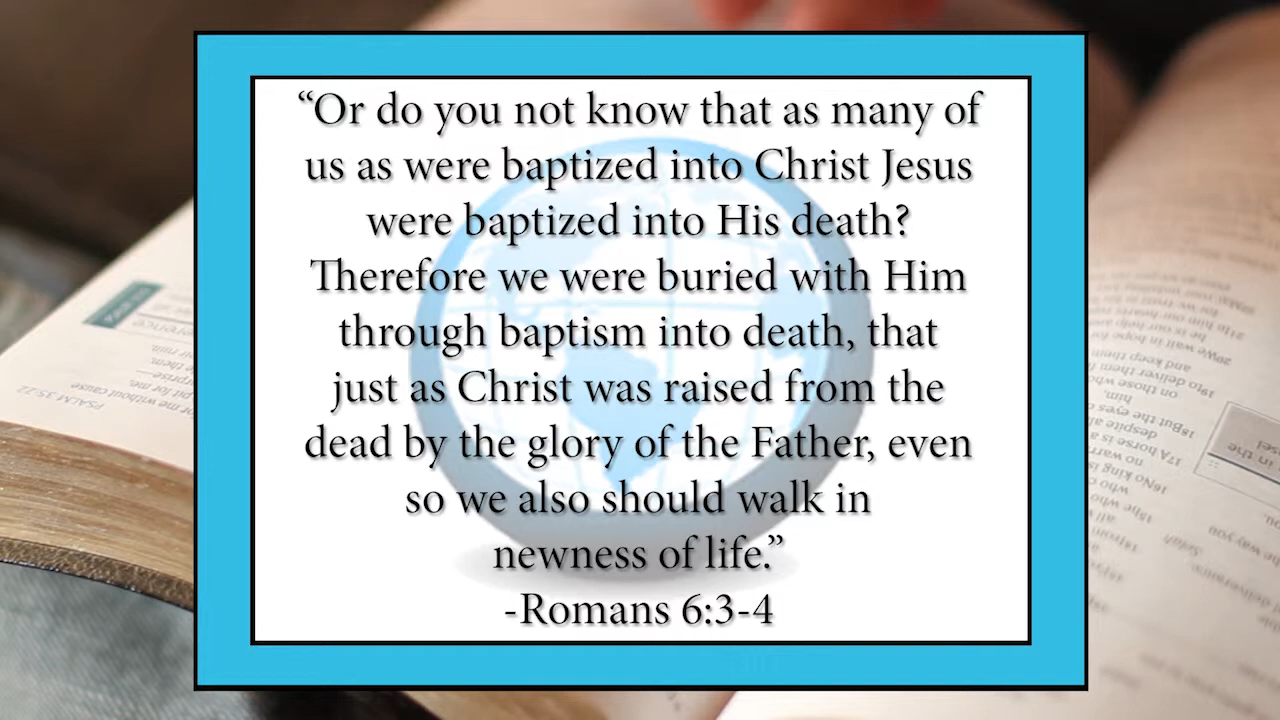 “Or do you not know that as many of
us as were baptized into Christ Jesus
were baptized into His death?
Therefore we were buried with Him
through baptism into death, that
just as Christ was raised from the
dead by the glory of the Father, even
so we also should walk in
newness of life.”
-Romans 6:3-4
PSALM 35:22